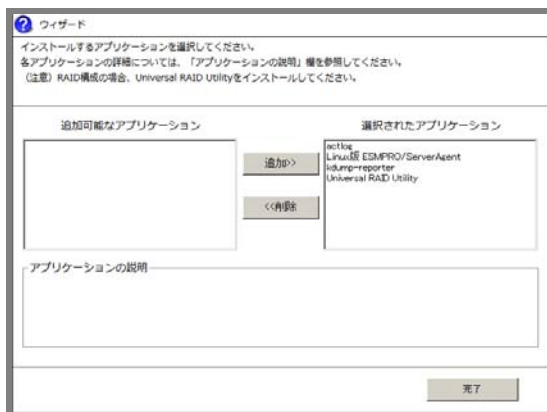 ウィザード
インストールするアプリケーションを選択してください。
各アプリケーションの詳細については、「アプリケーションの説明」欄を参照してください。
（注意）RAID構成の場合、Universal RAID Utilityをインストールしてください。
追加可能なアプリケーション
選択されたアプリケーション
actlog
Linux版 ESMPRO/ServerAgent
kdump-reporter
Universal RAID Utility
追加>>
<<削除
アプリケーションの説明
完了